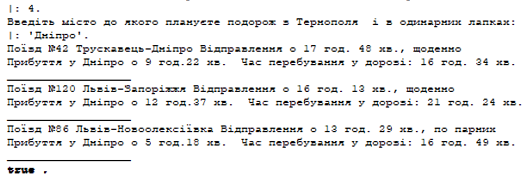 |: 4.
Введіть місто до якого плануєте подорож в Тернополя  і в одинарних лапках:
|: 'Дніпро'.
Поїзд №42 Трускавець-Дніпро Відправлення о 17 год. 48 хв., щоденно
Прибуття у Дніпро о 9 год.22 хв.  Час перебування у дорозі: 16 год. 34 хв.
Поїзд №120 Львів-Запоріжжя Відправлення о 16 год. 13 хв., щоденно
Прибуття у Дніпро о 12 год.37 хв.  Час перебування у дорозі: 21 год. 24 хв.
Поїзд №86 Львів-Новоолексіївка Відправлення о 13 год. 29 хв., по парних
Прибуття у Дніпро о 5 год.18 хв.  Час перебування у дорозі: 16 год. 49 хв.
true .